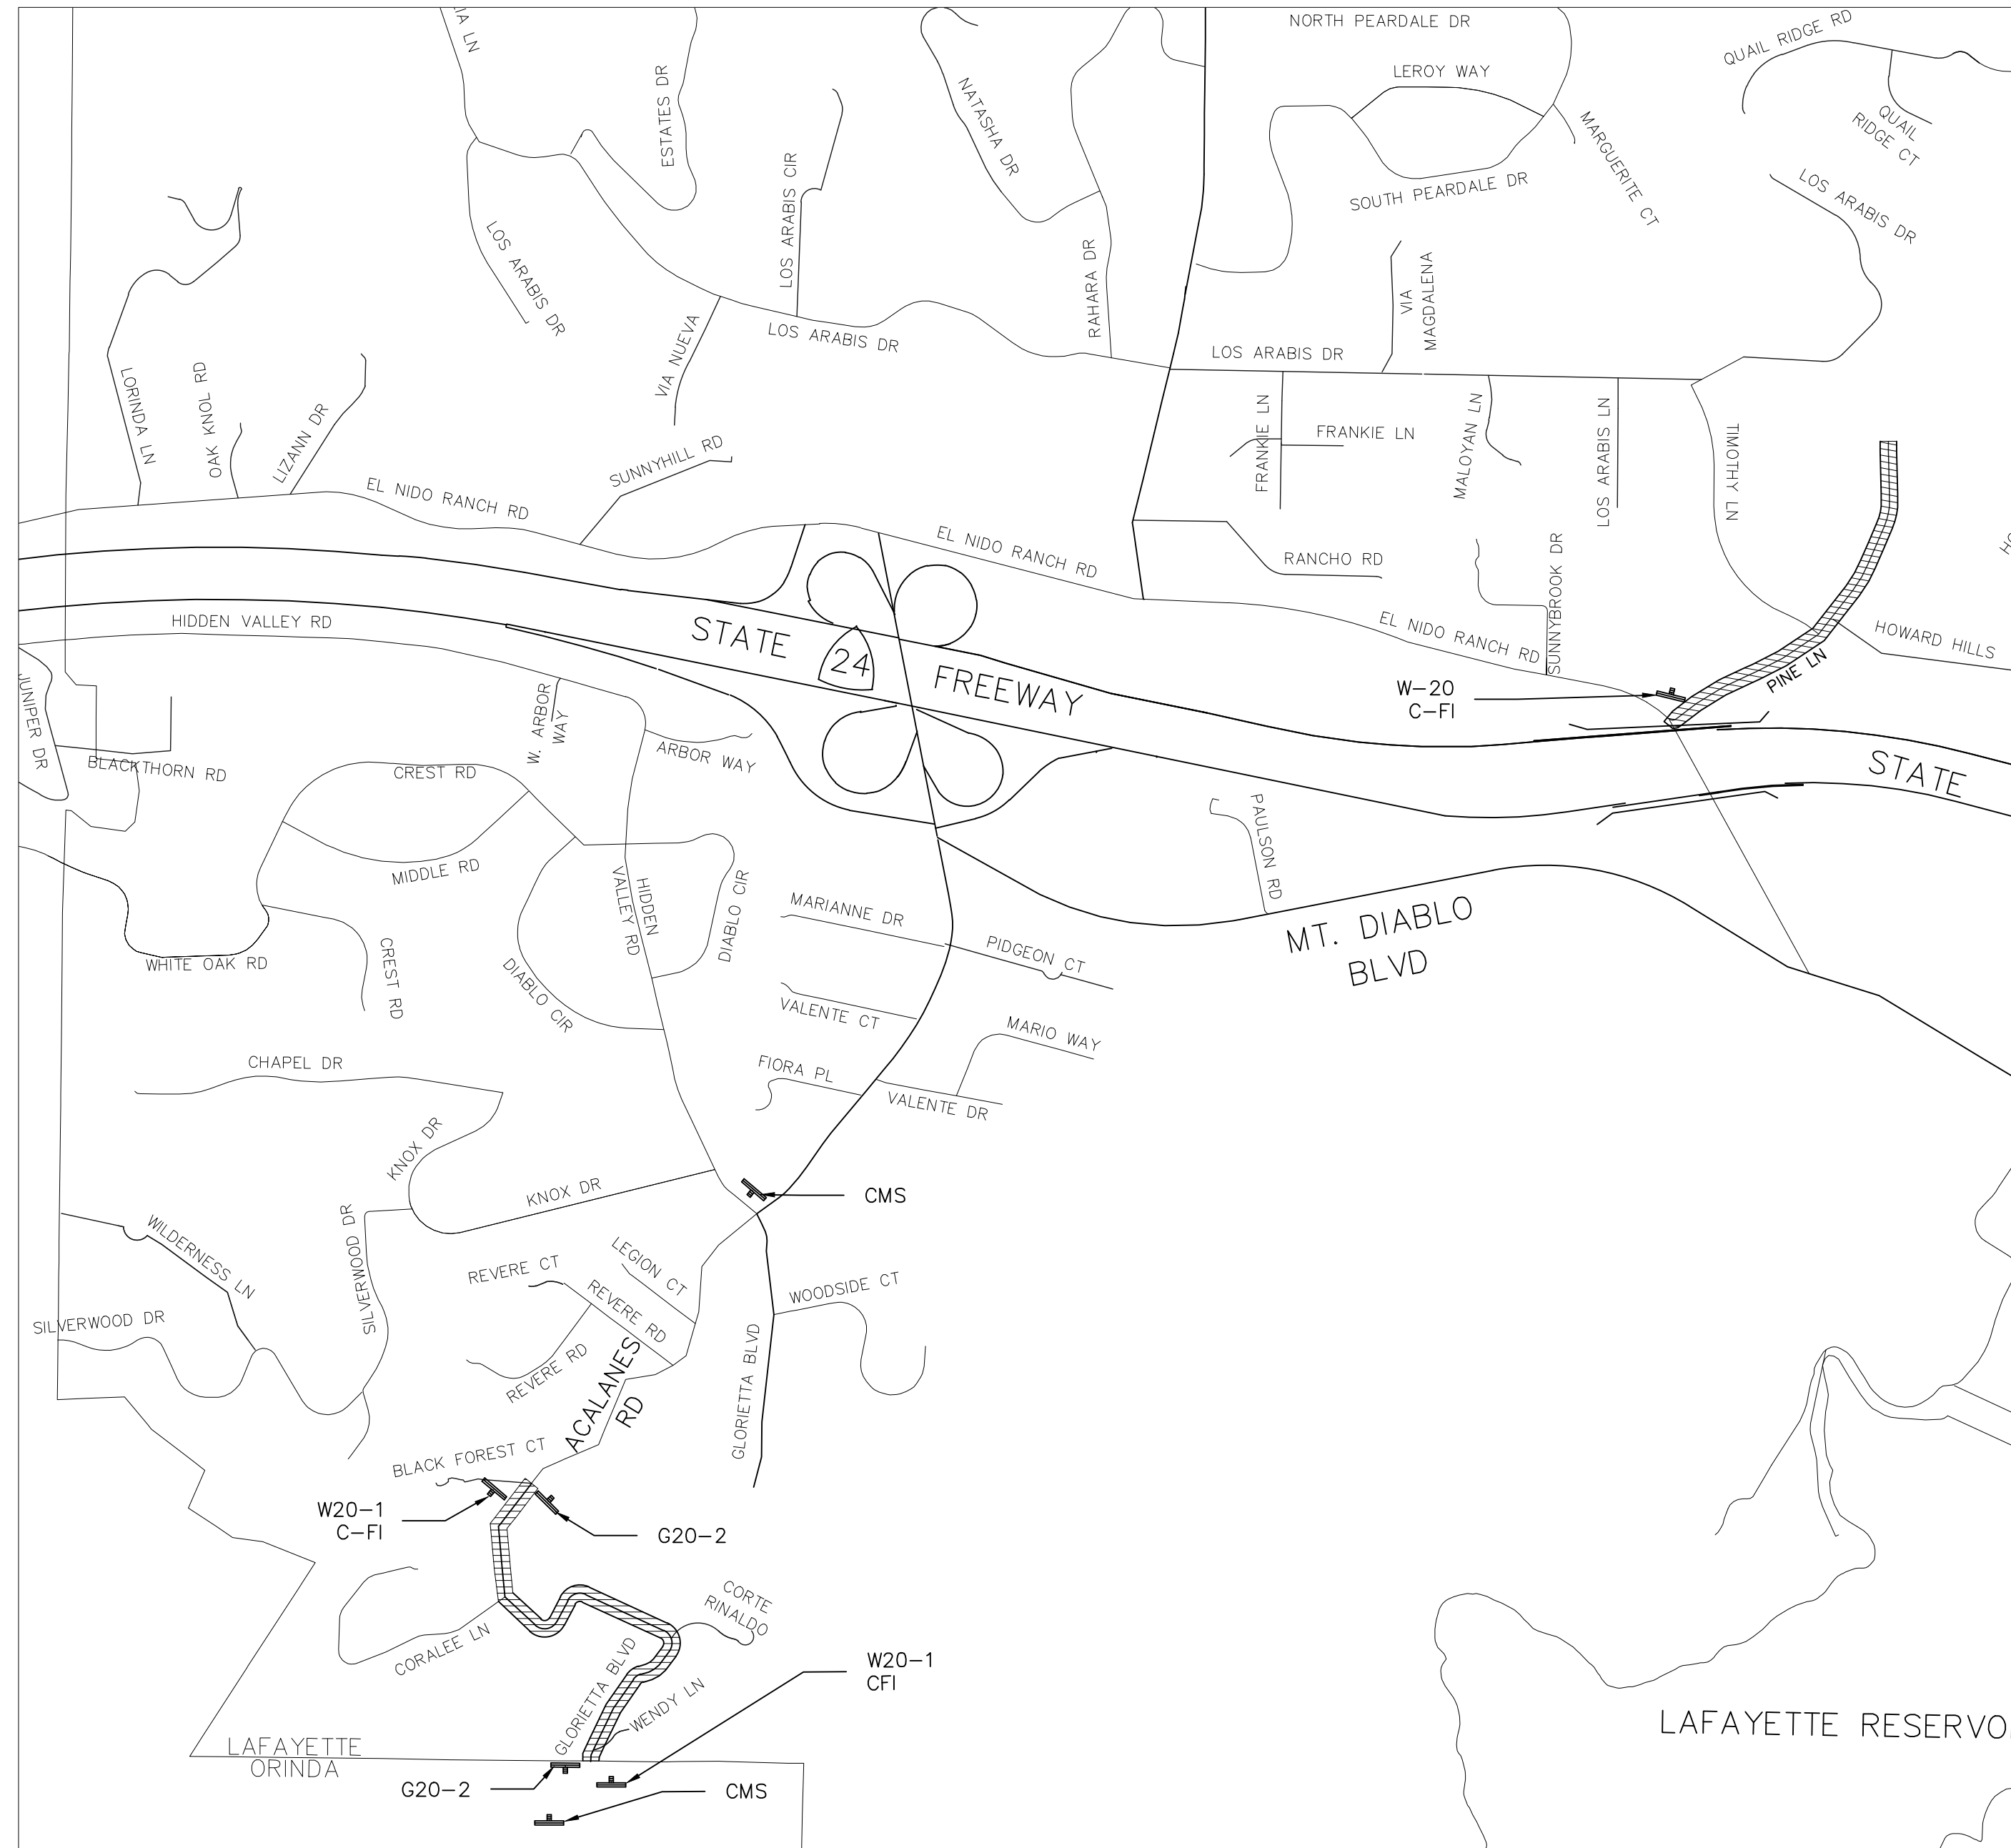 IA LN
NORTH PEARDALE DR
QUAIL RIDGE RD
LEROY WAY
ESTATES DR
NATASHA DR
MARGUERITE CT
QUAIL
RIDGE CT
LOS ARABIS CIR
SOUTH PEARDALE DR
LOS ARABIS DR
LOS ARABIS DR
RAHARA DR
VIA
MAGDALENA
VIA NUEVA
LOS ARABIS DR
LOS ARABIS DR
LORINDA LN
OAK KNOL RD
LIZANN DR
FRANKIE LN
FRANKIE LN
MALOYAN LN
LOS ARABIS LN
TIMOTHY LN
SUNNYHILL RD
EL NIDO RANCH RD
EL NIDO RANCH RD
RANCHO RD
SUNNYBROOK DR
HO
HIDDEN VALLEY RD
STATE
24
FREEWAY
EL NIDO RANCH RD
HOWARD HILLS
PINE LN
W-20
C-FI
JUNIPER DR
W. ARBOR
WAY
ARBOR WAY
BLACKTHORN RD
CREST RD
STATE
PAULSON RD
MIDDLE RD
HIDDEN
VALLEY RD
DIABLO CIR
MARIANNE DR
MT. DIABLO
BLVD
PIDGEON CT
WHITE OAK RD
CREST RD
DIABLO CIR
VALENTE CT
MARIO WAY
CHAPEL DR
FIORA PL
VALENTE DR
KNOX DR
KNOX DR
CMS
WILDERNESS LN
SILVERWOOD DR
LEGION CT
REVERE CT
REVERE RD
WOODSIDE CT
SILVERWOOD DR
REVERE RD
ACALANES
RD
GLORIETTA BLVD
BLACK FOREST CT
W20-1
C-FI
G20-2
CORTE
RINALDO
CORALEE LN
GLORIETTA BLVD
WENDY LN
W20-1
CFI
LAFAYETTE
ORINDA
LAFAYETTE RESERVO
G20-2
CMS